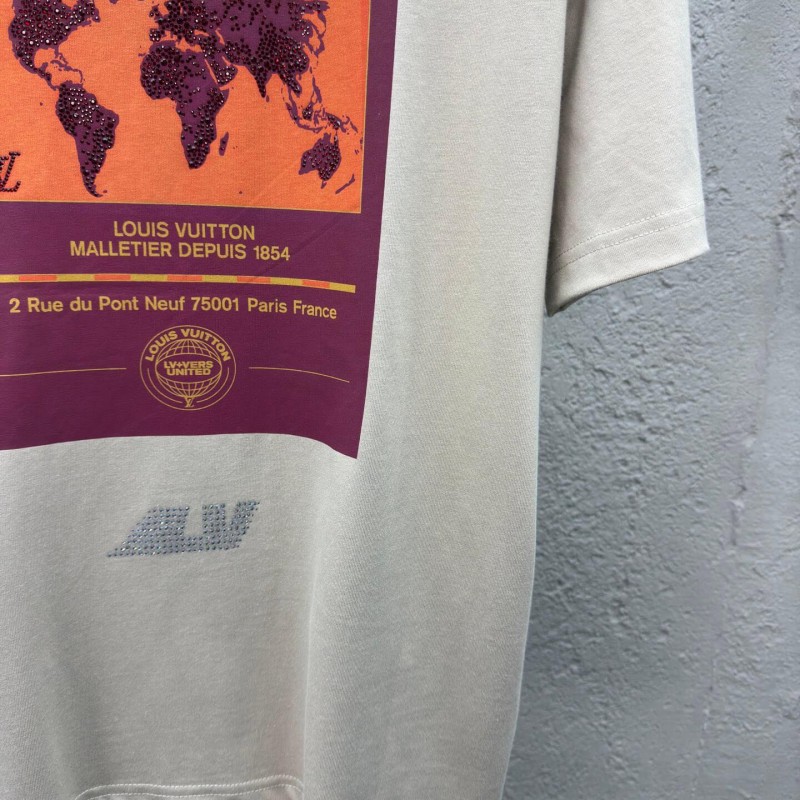 LV
LOUIS VUITTON
MALLETIER DEPUIS 1854
2 Rue du Pont Neuf 75001 Paris France
LOUIS VUITTON
LV+VERS
UNITED
LV